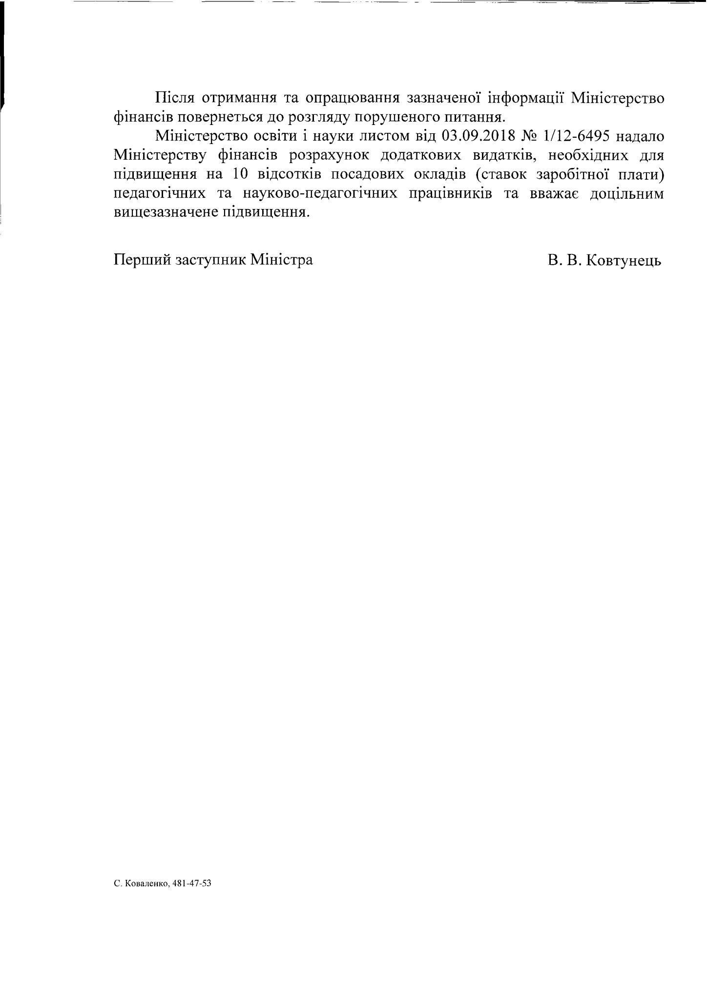 Після отримання та опрацювання зазначеної інформації Міністерство
фінансів повернеться до розгляду порушеного питання.
Міністерство освіти і науки листом від 03.09.2018 № 1/12-6495 надало
Міністерству фінансів розрахунок додаткових видатків, необхідних для
підвищення на 10 відсотків посадових окладів (ставок заробітної плати)
педагогічних та науково-педагогічних працівників та вважає доцільним
вищезазначене підвищення.
Перший заступник Міністра В. В. Ковтунець
С. Коваленко, 481-47-53